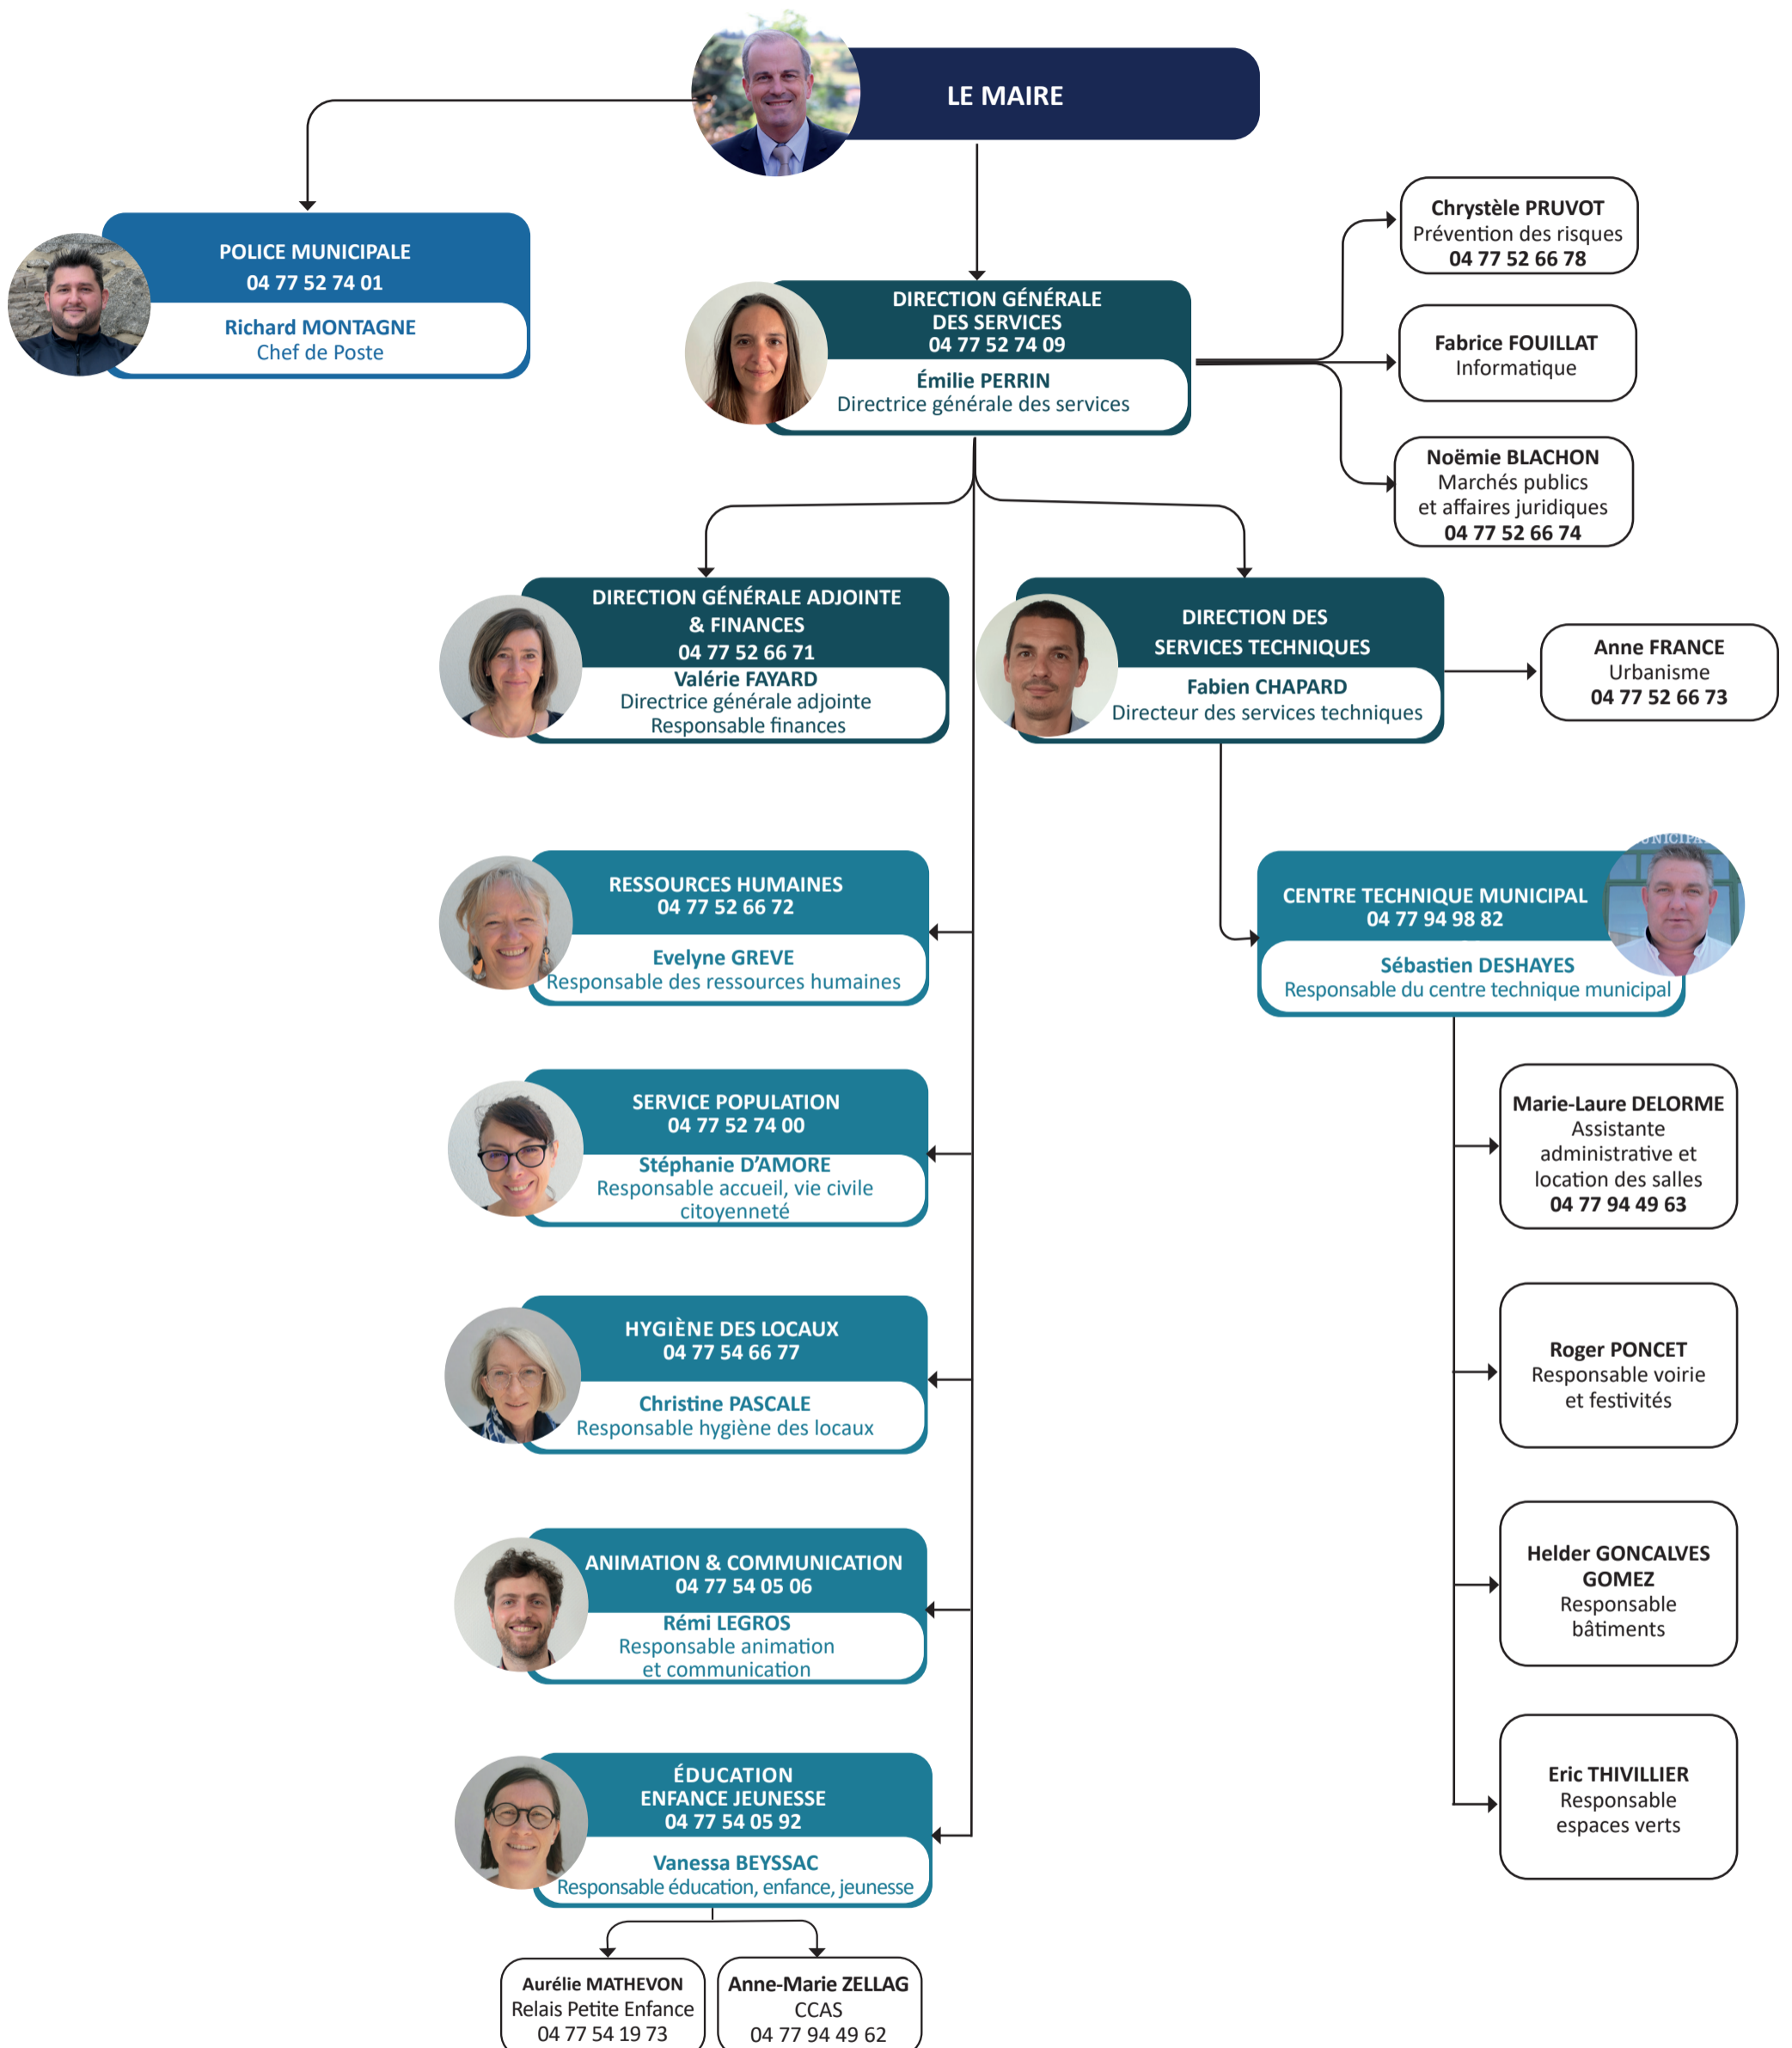 LE MAIRE
POLICE MUNICIPALE
04 77 52 74 01
Richard MONTAGNE
Chef de Poste
DIRECTION GÉNÉRALE
DES SERVICES
04 77 52 74 09
Émilie PERRIN
Directrice générale des services
Chrystèle PRUVOT
Prévention des risques
04 77 52 66 78
Fabrice FOUILLAT
Informatique
Noëmie BLACHON
Marchés publics
et affaires juridiques
04 77 52 66 74
DIRECTION GÉNÉRALE ADJOINTE
& FINANCES
04 77 52 66 71
Valérie FAYARD
Directrice générale adjointe
Responsable finances
DIRECTION DES
SERVICES TECHNIQUES
Fabien CHAPARD
Directeur des services techniques
Anne FRANCE
Urbanisme
04 77 52 66 73
RESSOURCES HUMAINES
04 77 52 66 72
Evelyne GREVE
Responsable des ressources humaines
CENTRE TECHNIQUE MUNICIPAL
04 77 94 98 82
Sébastien DESHAYES
Responsable du centre technique municipal
SERVICE POPULATION
04 77 52 74 00
Stéphanie D’AMORE
Responsable accueil, vie civile
citoyenneté
Marie-Laure DELORME
Assistante
administrative et
location des salles
04 77 94 49 63
HYGIÈNE DES LOCAUX
04 77 54 66 77
Christine PASCALE
Responsable hygiène des locaux
Roger PONCET
Responsable voirie
et festivités
ANIMATION & COMMUNICATION
04 77 54 05 06
Rémi LEGROS
Responsable animation
et communication
Helder GONCALVES
GOMEZ
Responsable
bâtiments
ÉDUCATION
ENFANCE JEUNESSE
04 77 54 05 92
Vanessa BEYSSAC
Responsable éducation, enfance, jeunesse
Eric THIVILLIER
Responsable
espaces verts
Aurélie MATHEVON
Relais Petite Enfance
04 77 54 19 73
Anne-Marie ZELLAG
CCAS
04 77 94 49 62